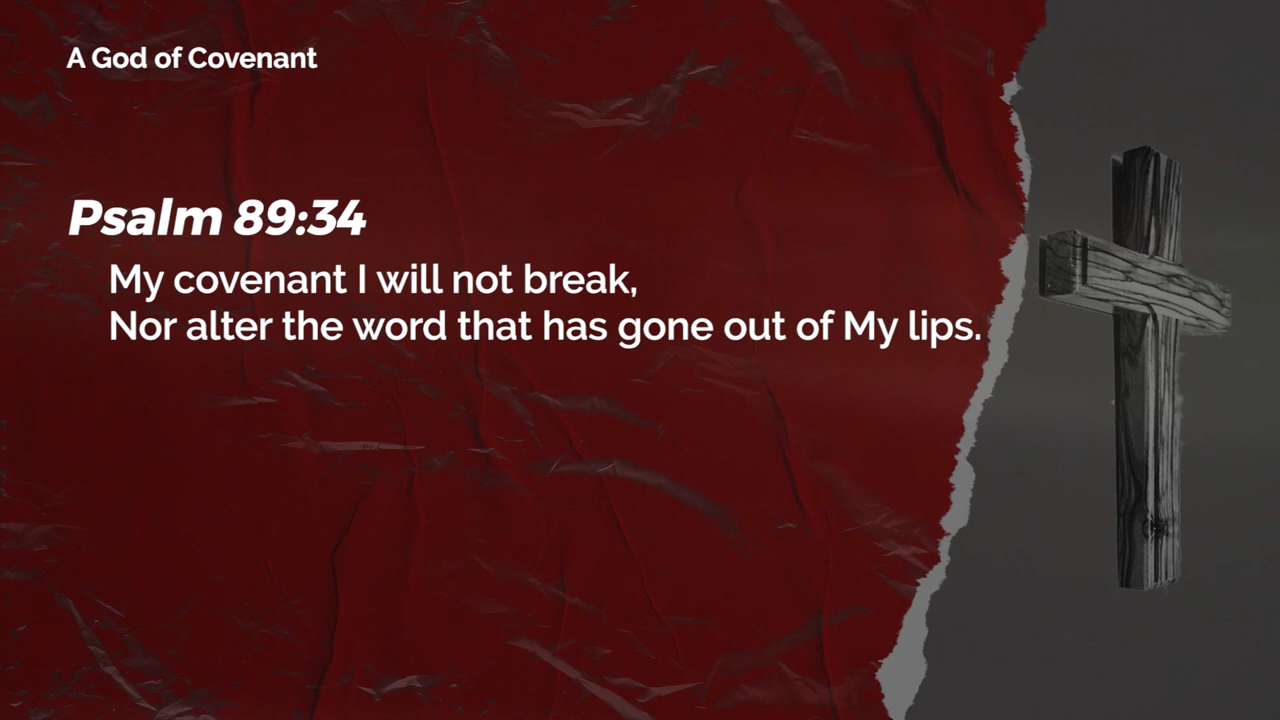 A God of Covenant
Psalm 89:34
My covenant I will not break,
Nor alter the word that has gone out of My lips.